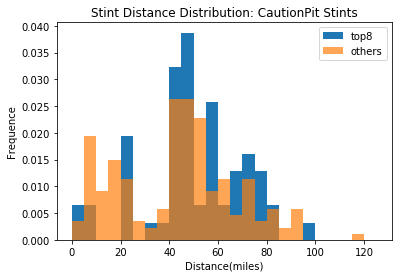 Stint Distance Distribution: CautionPit Stints
top8
others
Frequence
0.040
0.035
0.030
0.025
0.020
0.015
0.010
0.005
0.000
0 20 40 60 80 100 120
Distance(miles)